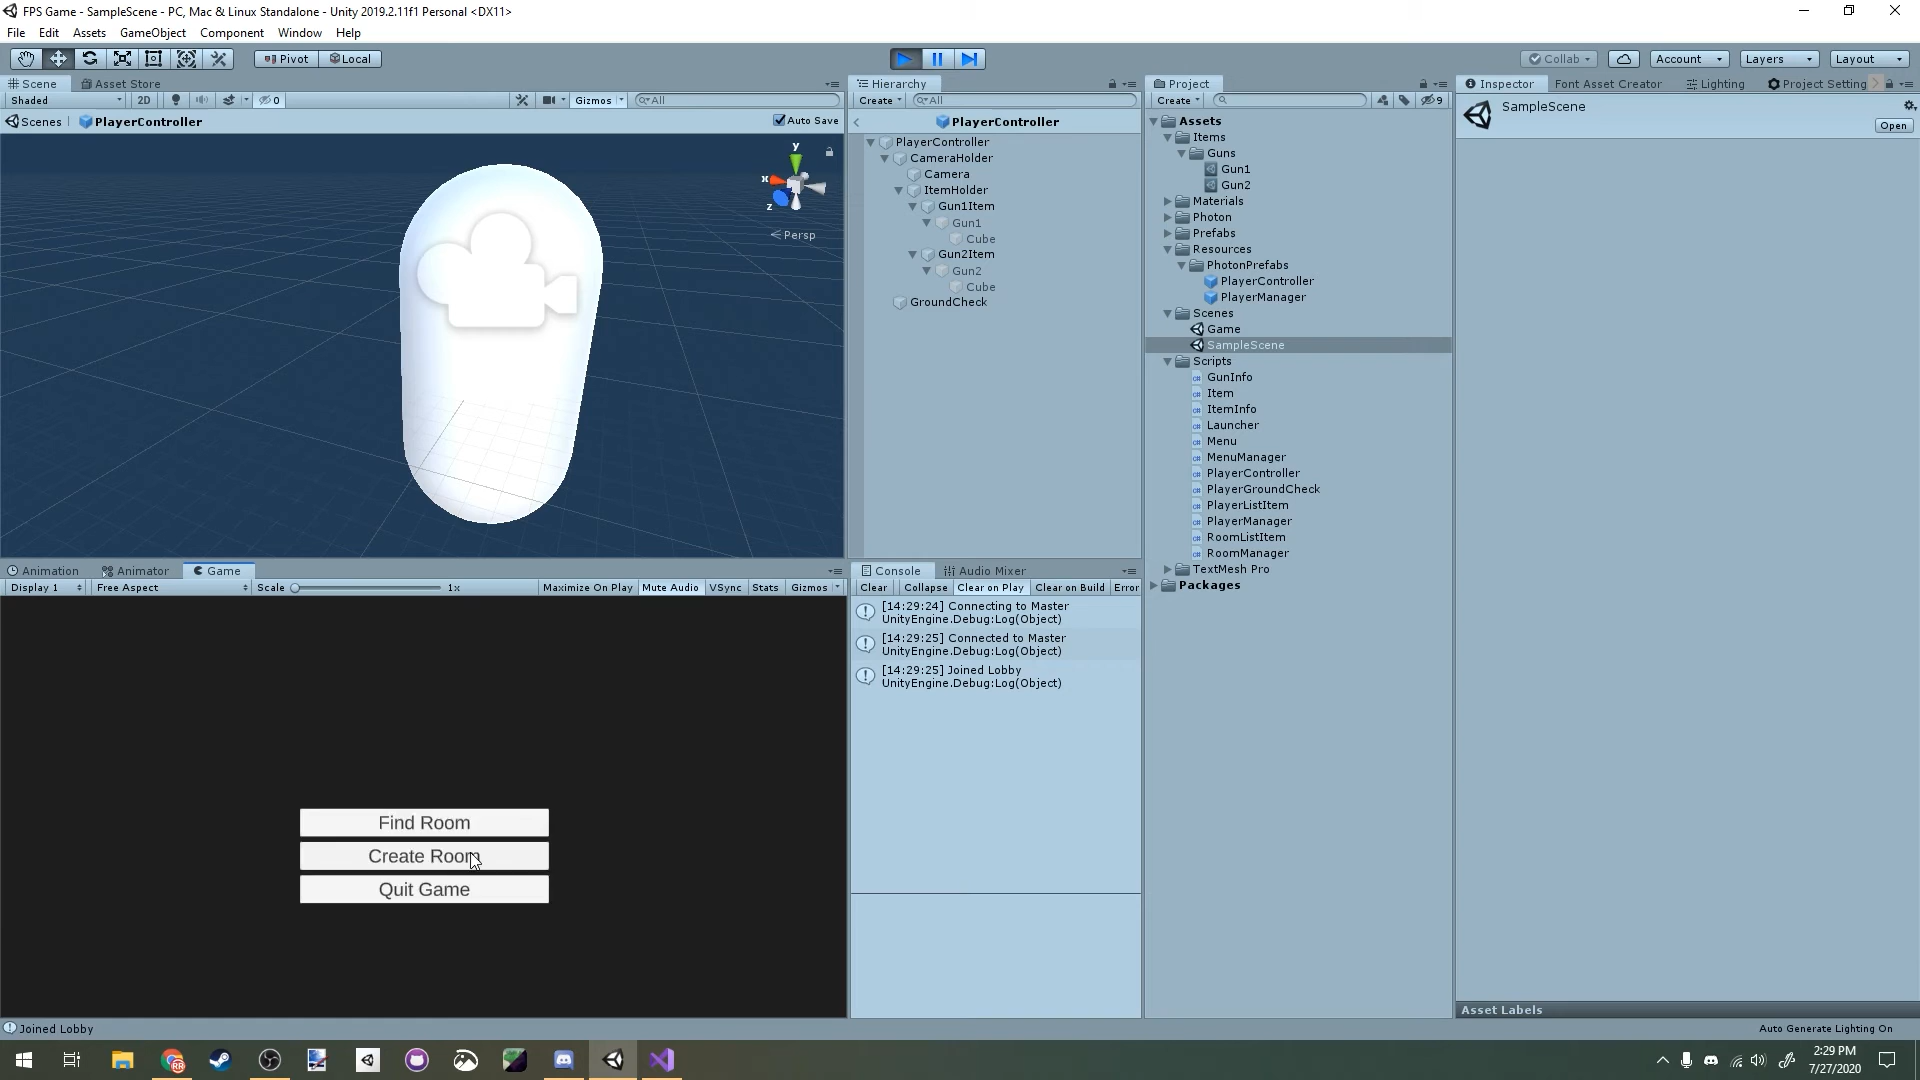 FPS Game - SampleScene - PC, Mac & Linux Standalone - Unity 2019.2.11f1 Personal <DX11>
File Edit Assets GameObject Component Window Help
Pivot Local Collab Account Layers Layout
Scene Asset Store
Shaded 2D 0 Gizmos All
Scenes PlayerController Auto Save
y
x
z
Persp
Hierarchy
Create All
PlayerController
PlayerController
CameraHolder
Camera
ItemHolder
Gun1Item
Gun1
Cube
Gun2Item
Gun2
Cube
GroundCheck
Project
Create 9
Assets
Items
Guns
Gun1
Gun2
Materials
Photon
Prefabs
Resources
PhotonPrefabs
PlayerController
PlayerManager
Scenes
Game
SampleScene
Scripts
GunInfo
Item
ItemInfo
Launcher
Menu
MenuManager
PlayerController
PlayerGroundCheck
PlayerListItem
PlayerManager
RoomListItem
RoomManager
TextMesh Pro
Packages
Inspector Font Asset Creator Lighting Project Setting
SampleScene
Open
Asset Labels
Animation Animator Game
Display 1 Free Aspect Scale 1x Maximize On Play Mute Audio VSync Stats Gizmos
Find Room
Create Room
Quit Game
Console Audio Mixer
Clear Collapse Clear on Play Clear on Build Error
[14:29:24] Connecting to Master
UnityEngine.Debug:Log(Object)
[14:29:25] Connected to Master
UnityEngine.Debug:Log(Object)
[14:29:25] Joined Lobby
UnityEngine.Debug:Log(Object)
Joined Lobby
Auto Generate Lighting On
2:29 PM
7/27/2020